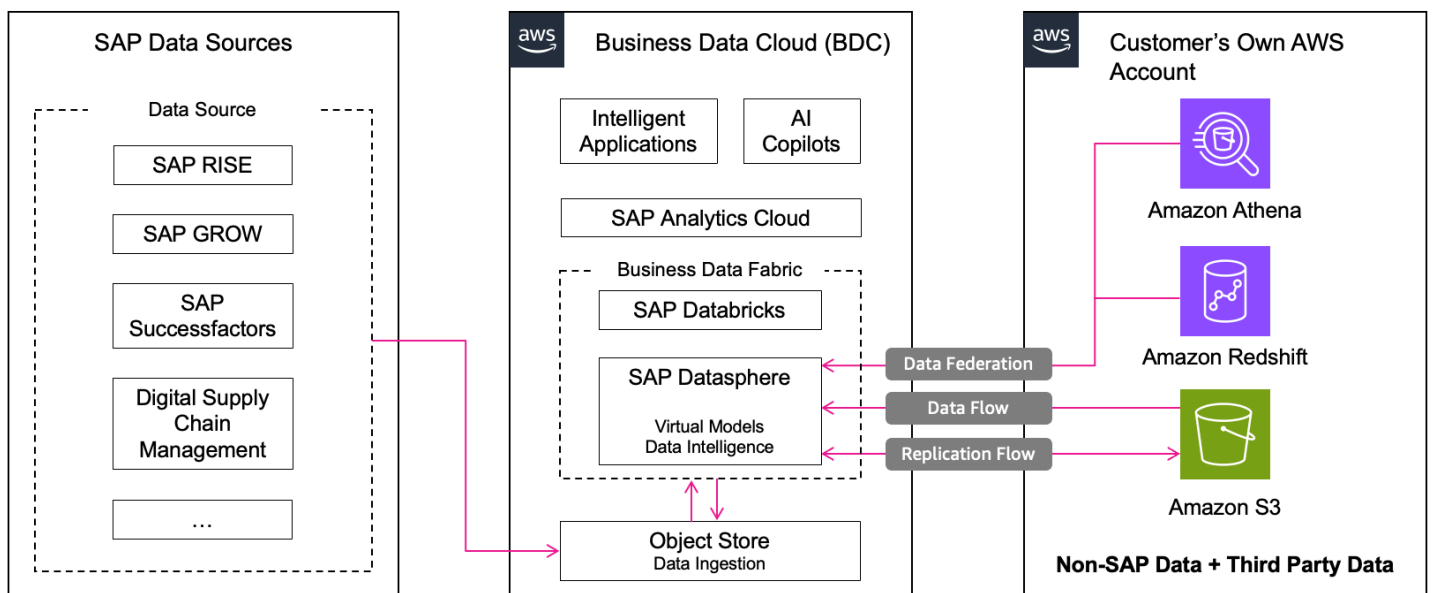 SAP Data Sources
Data Source
SAP RISE
SAP GROW
SAP
Successfactors
Digital Supply
Chain
Management
...
aws
Business Data Cloud (BDC)
Intelligent
Applications
AI
Copilots
SAP Analytics Cloud
Business Data Fabric
SAP Databricks
SAP Datasphere
Virtual Models
Data Intelligence
Object Store
Data Ingestion
Data Federation
Data Flow
Replication Flow
aws
Customer’s Own AWS
Account
Amazon Athena
Amazon Redshift
Amazon S3
Non-SAP Data + Third Party Data